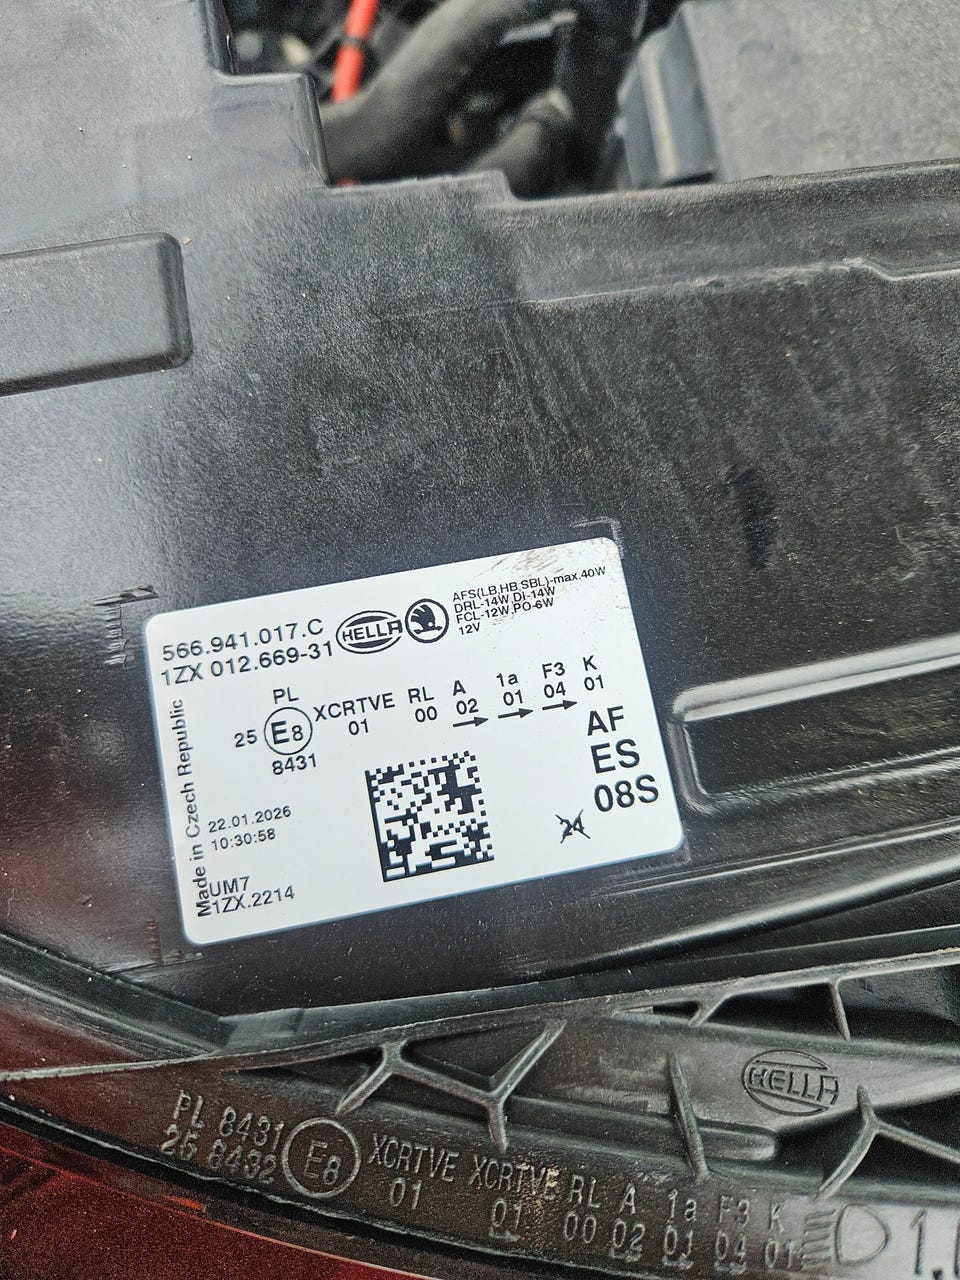 566.941.017.C
1ZX 012.669-31
HELLA
AFS(LB,HB,SBL)-max.40W
DRL-14W,DI-14W
FCL-12W,PO-6W
12V
PL XCRTVE RL A 1a F3 K
25 E8 01 00 02 01 04 01
8431
AF
ES
08S
24
Made in Czech Republic
22.01.2026
10:30:58
UM7
1ZX.2214
HELLA
PL 8431 E8 XCRTVE XCRTVE RL A 1a F3 K
25 8432 01 01 00 02 01 04 01